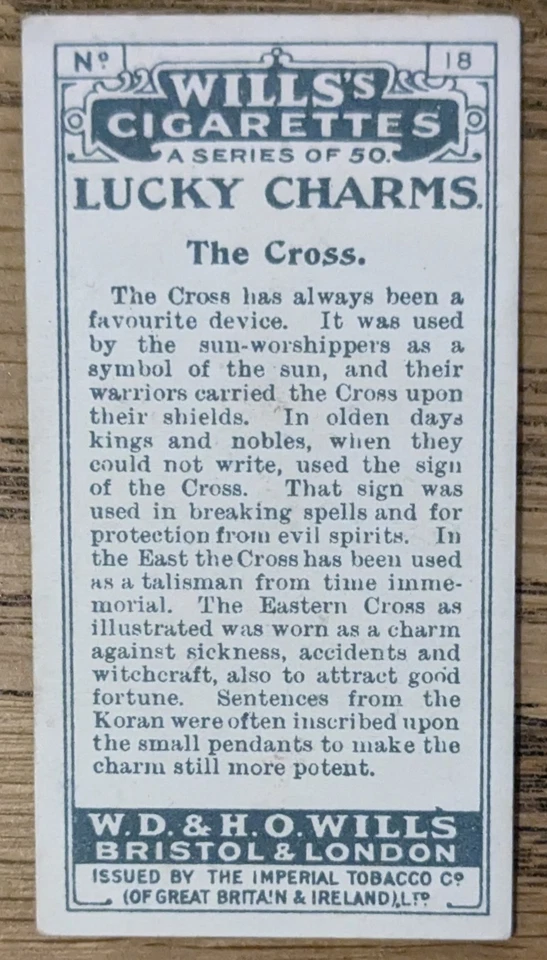 Nº 18
WILLS'S
CIGARETTES
A SERIES OF 50.
LUCKY CHARMS.
The Cross.
The Cross has always been a
favourite device. It was used
by the sun-worshippers as a
symbol of the sun, and their
warriors carried the Cross upon
their shields. In olden days
kings and nobles, when they
could not write, used the sign
of the Cross. That sign was
used in breaking spells and for
protection from evil spirits. In
the East the Cross has been used
as a talisman from time imme-
morial. The Eastern Cross as
illustrated was worn as a charm
against sickness, accidents and
witchcraft, also to attract good
fortune. Sentences from the
Koran were often inscribed upon
the small pendants to make the
charm still more potent.
W.D. & H.O. WILLS
BRISTOL & LONDON
ISSUED BY THE IMPERIAL TOBACCO Cº
(OF GREAT BRITAIN & IRELAND), LTD